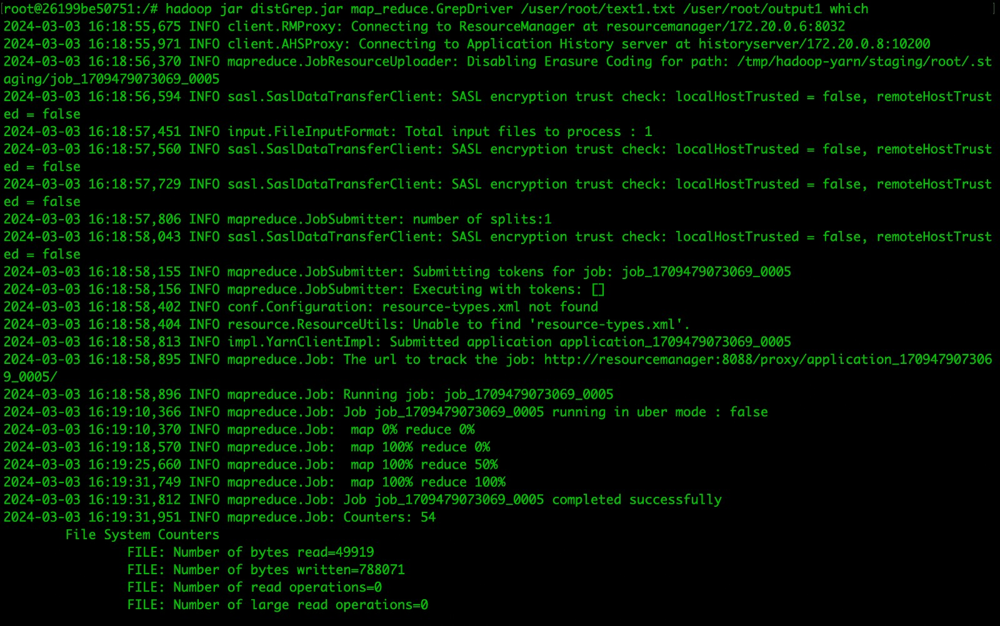 [root@26199be50751:/# hadoop jar distGrep.jar map_reduce.GrepDriver /user/root/text1.txt /user/root/output1 which ]
2024-03-03 16:18:55,675 INFO client.RMProxy: Connecting to ResourceManager at resourcemanager/172.20.0.6:8032
2024-03-03 16:18:55,971 INFO client.AHSProxy: Connecting to Application History server at historyserver/172.20.0.8:10200
2024-03-03 16:18:56,370 INFO mapreduce.JobResourceUploader: Disabling Erasure Coding for path: /tmp/hadoop-yarn/staging/root/.st
aging/job_1709479073069_0005
2024-03-03 16:18:56,594 INFO sasl.SaslDataTransferClient: SASL encryption trust check: localHostTrusted = false, remoteHostTrust
ed = false
2024-03-03 16:18:57,451 INFO input.FileInputFormat: Total input files to process : 1
2024-03-03 16:18:57,560 INFO sasl.SaslDataTransferClient: SASL encryption trust check: localHostTrusted = false, remoteHostTrust
ed = false
2024-03-03 16:18:57,729 INFO sasl.SaslDataTransferClient: SASL encryption trust check: localHostTrusted = false, remoteHostTrust
ed = false
2024-03-03 16:18:57,806 INFO mapreduce.JobSubmitter: number of splits:1
2024-03-03 16:18:58,043 INFO sasl.SaslDataTransferClient: SASL encryption trust check: localHostTrusted = false, remoteHostTrust
ed = false
2024-03-03 16:18:58,155 INFO mapreduce.JobSubmitter: Submitting tokens for job: job_1709479073069_0005
2024-03-03 16:18:58,156 INFO mapreduce.JobSubmitter: Executing with tokens: []
2024-03-03 16:18:58,402 INFO conf.Configuration: resource-types.xml not found
2024-03-03 16:18:58,404 INFO resource.ResourceUtils: Unable to find 'resource-types.xml'.
2024-03-03 16:18:58,813 INFO impl.YarnClientImpl: Submitted application application_1709479073069_0005
2024-03-03 16:18:58,895 INFO mapreduce.Job: The url to track the job: http://resourcemanager:8088/proxy/application_170947907306
9_0005/
2024-03-03 16:18:58,896 INFO mapreduce.Job: Running job: job_1709479073069_0005
2024-03-03 16:19:10,366 INFO mapreduce.Job: Job job_1709479073069_0005 running in uber mode : false
2024-03-03 16:19:10,370 INFO mapreduce.Job:  map 0% reduce 0%
2024-03-03 16:19:18,570 INFO mapreduce.Job:  map 100% reduce 0%
2024-03-03 16:19:25,660 INFO mapreduce.Job:  map 100% reduce 50%
2024-03-03 16:19:31,749 INFO mapreduce.Job:  map 100% reduce 100%
2024-03-03 16:19:31,812 INFO mapreduce.Job: Job job_1709479073069_0005 completed successfully
2024-03-03 16:19:31,951 INFO mapreduce.Job: Counters: 54
File System Counters
FILE: Number of bytes read=49919
FILE: Number of bytes written=788071
FILE: Number of read operations=0
FILE: Number of large read operations=0